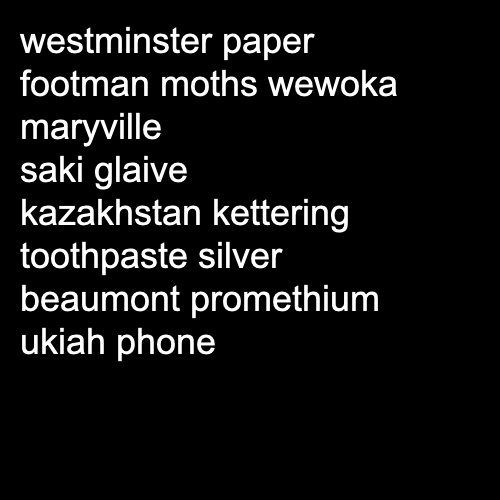 westminster paper
footman moths wewoka
maryville
saki glaive
kazakhstan kettering
toothpaste silver
beaumont promethium
ukiah phone